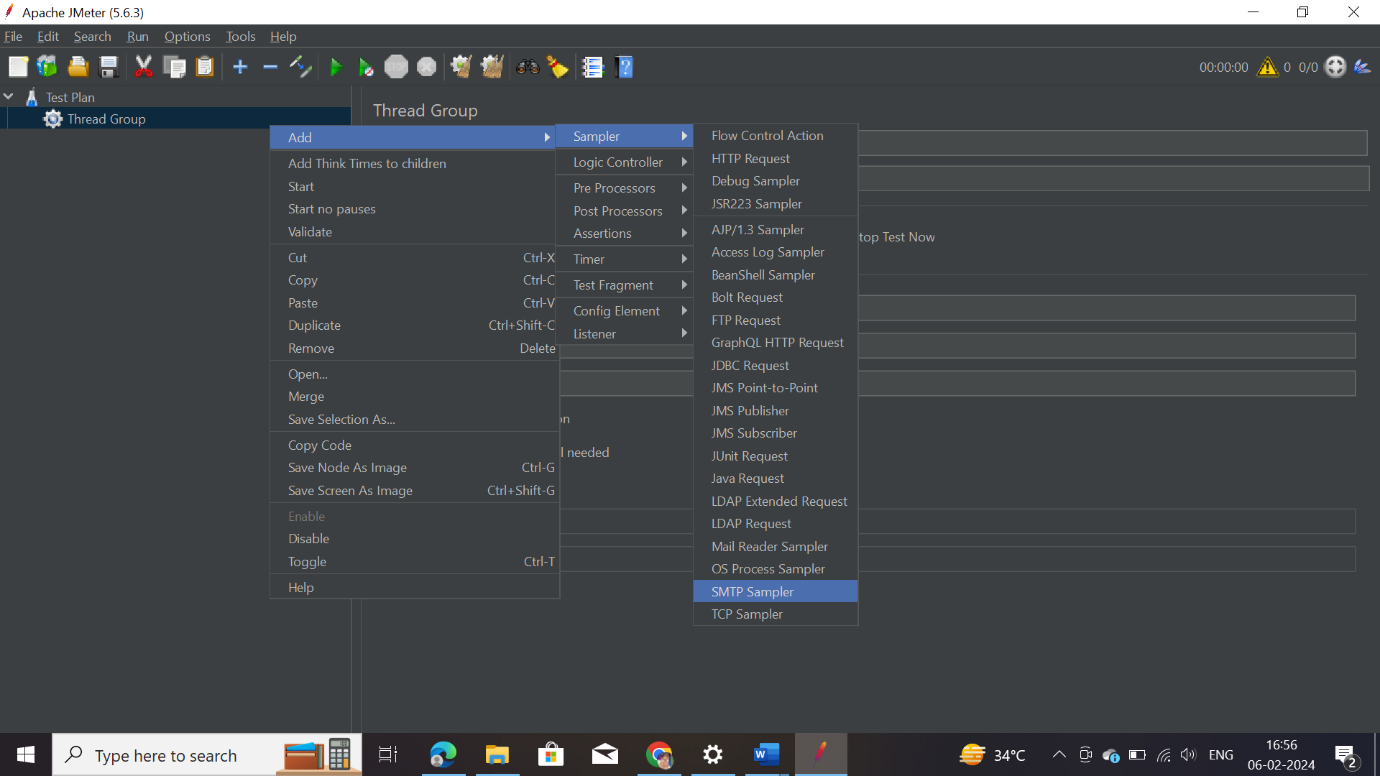 Apache JMeter (5.6.3)
File Edit Search Run Options Tools Help
00:00:00 0 0/0
Test Plan
Thread Group
Thread Group
Add
Add Think Times to children
Start
Start no pauses
Validate
Cut Ctrl-X
Copy Ctrl-C
Paste Ctrl-V
Duplicate Ctrl+Shift-C
Remove Delete
Open...
Merge
Save Selection As...
Copy Code
Save Node As Image Ctrl-G
Save Screen As Image Ctrl+Shift-G
Enable
Disable
Toggle Ctrl-T
Help
Sampler
Logic Controller
Pre Processors
Post Processors
Assertions
Timer
Test Fragment
Config Element
Listener
Flow Control Action
HTTP Request
Debug Sampler
JSR223 Sampler
AJP/1.3 Sampler
Access Log Sampler
BeanShell Sampler
Bolt Request
FTP Request
GraphQL HTTP Request
JDBC Request
JMS Point-to-Point
JMS Publisher
JMS Subscriber
JUnit Request
Java Request
LDAP Extended Request
LDAP Request
Mail Reader Sampler
OS Process Sampler
SMTP Sampler
TCP Sampler
top Test Now
on
l needed
Type here to search
34°C
ENG
16:56
06-02-2024
2